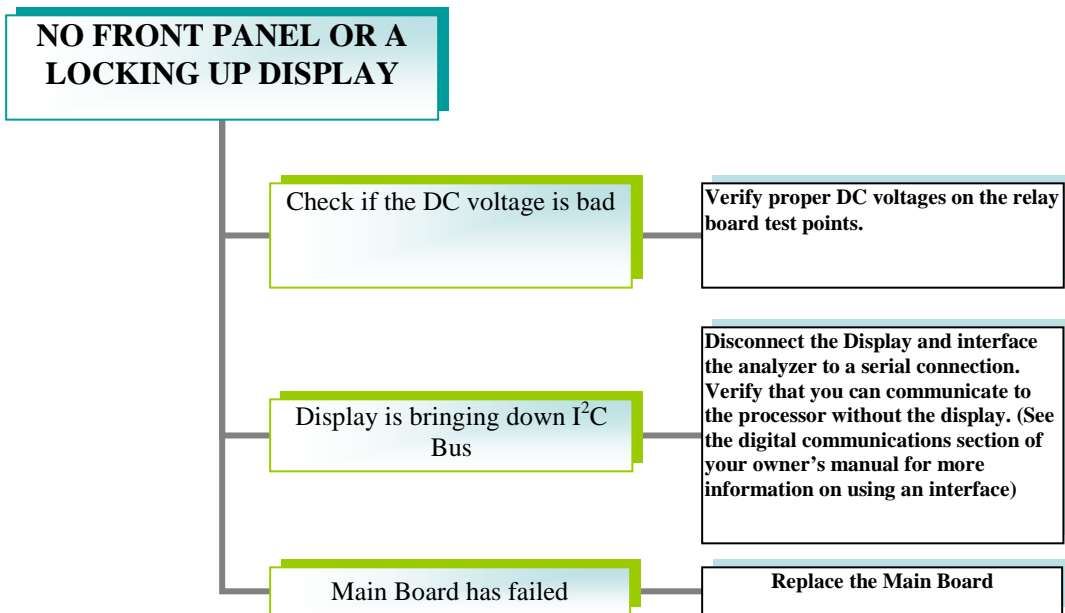 NO FRONT PANEL OR A
LOCKING UP DISPLAY
Check if the DC voltage is bad
Verify proper DC voltages on the relay
board test points.
Display is bringing down I²C
Bus
Disconnect the Display and interface
the analyzer to a serial connection.
Verify that you can communicate to
the processor without the display. (See
the digital communications section of
your owner’s manual for more
information on using an interface)
Main Board has failed
Replace the Main Board